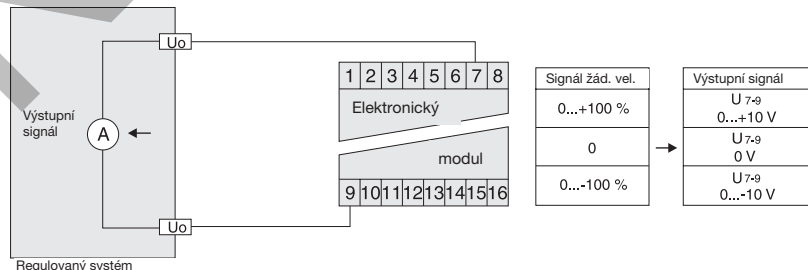 Uo
Výstupní
signál
A
Uo
Regulovaný systém
1 2 3 4 5 6 7 8
Elektronický
modul
9 10 11 12 13 14 15 16
Signál žád. vel.
0...+100 %
0
0...-100 %
Výstupní signál
U 7-9
0...+10 V
U 7-9
0 V
U 7-9
0...-10 V